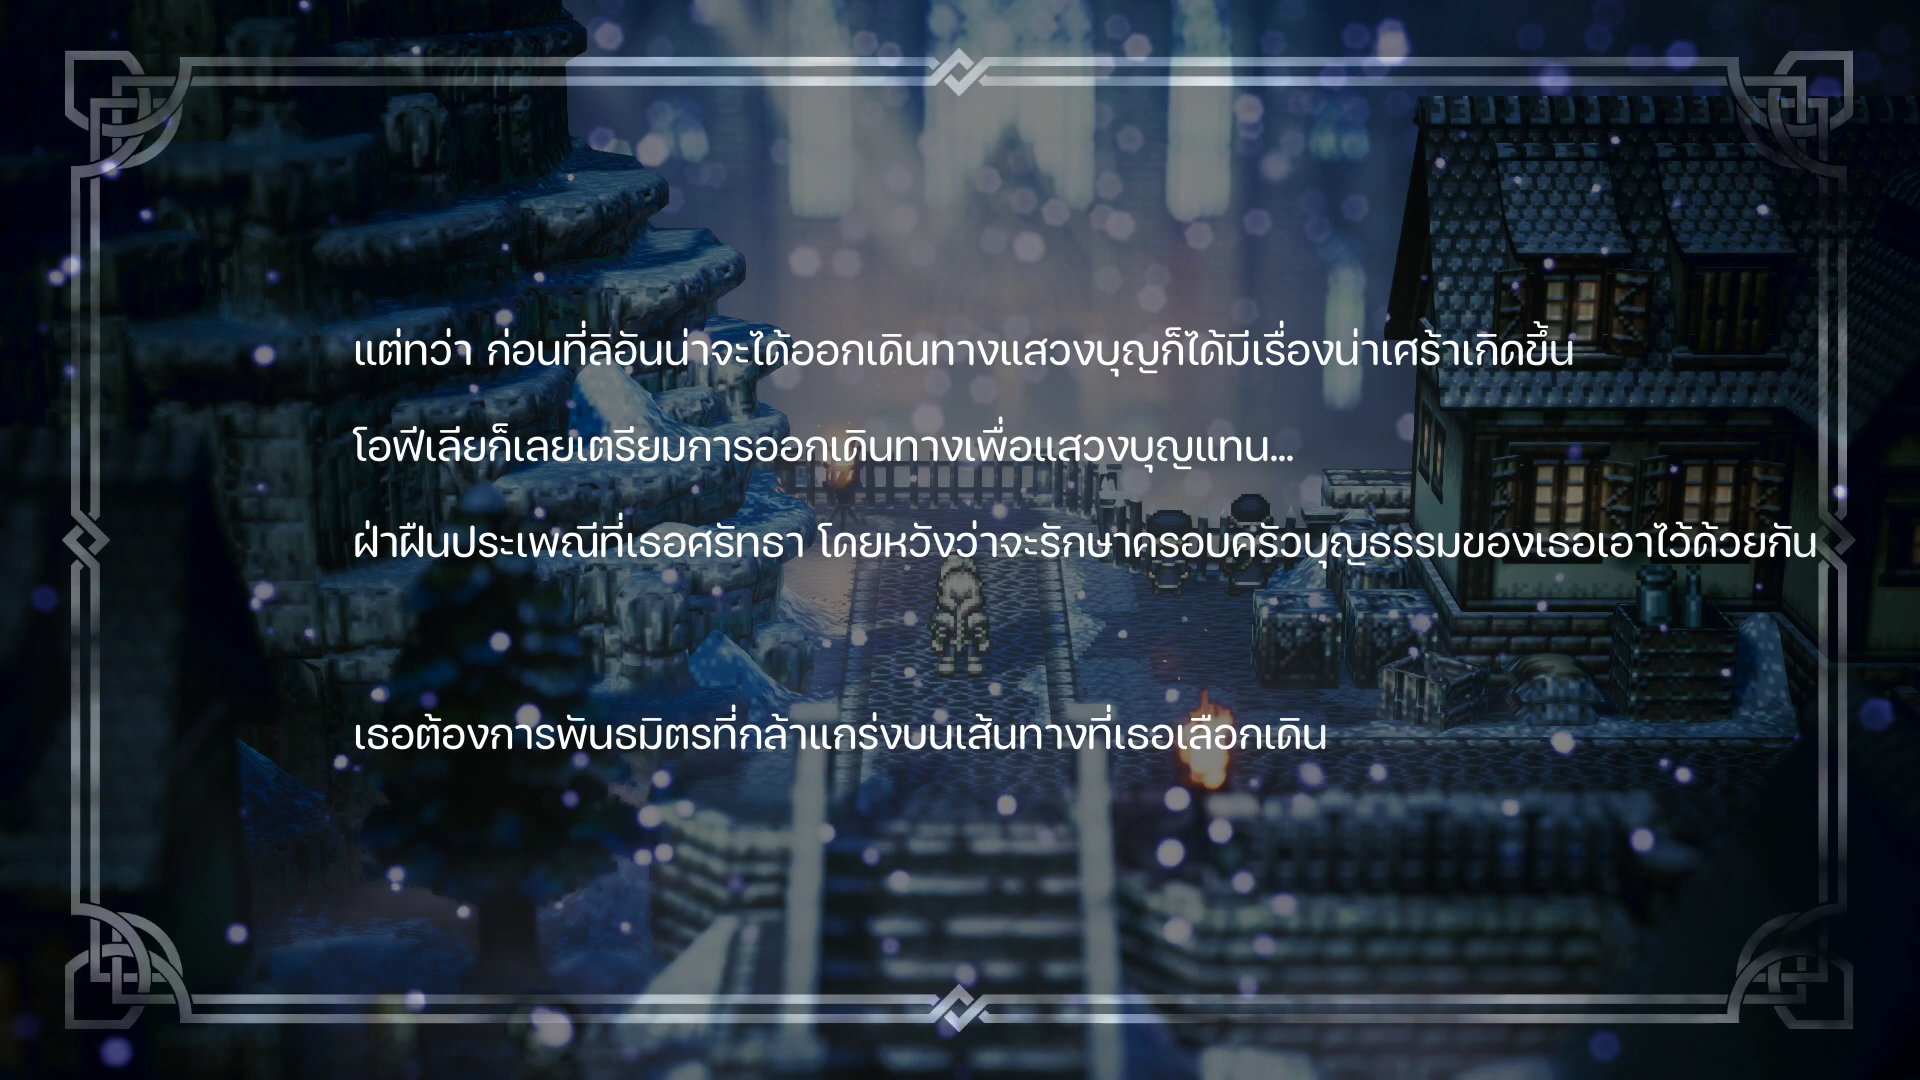 แต่ทว่า ก่อนที่ลิอันน่าจะได้ออกเดินทางแสวงบุญก็ได้มีเรื่องน่าเศร้าเกิดขึ้น
โอฟีเลียก็เลยเตรียมการออกเดินทางเพื่อแสวงบุญแทน...
ฝ่าฝืนประเพณีที่เธอศรัทธา โดยหวังว่าจะรักษาครอบครัวบุญธรรมของเธอเอาไว้ด้วยกัน
เธอต้องการพันธมิตรที่กล้าแกร่งบนเส้นทางที่เธอเลือกเดิน